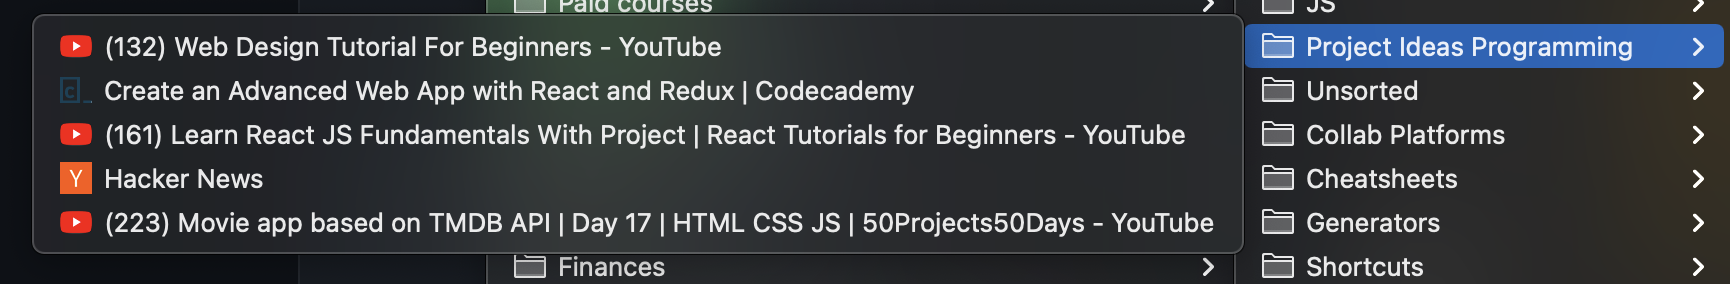 Paid courses
(132) Web Design Tutorial For Beginners - YouTube
Create an Advanced Web App with React and Redux | Codecademy
(161) Learn React JS Fundamentals With Project | React Tutorials for Beginners - YouTube
Y Hacker News
(223) Movie app based on TMDB API | Day 17 | HTML CSS JS | 50Projects50Days - YouTube
Finances
JS
Project Ideas Programming
Unsorted
Collab Platforms
Cheatsheets
Generators
Shortcuts